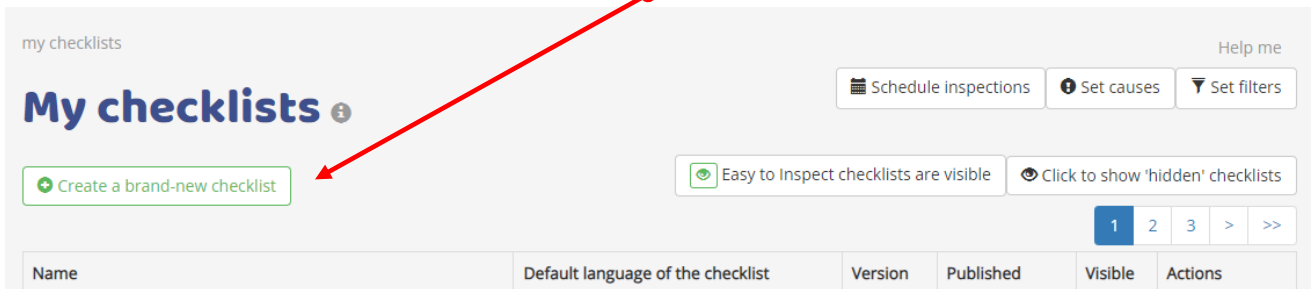 my checklists
Help me
My checklists
Schedule inspections
Set causes
Set filters
Create a brand-new checklist
Easy to Inspect checklists are visible
Click to show 'hidden' checklists
1 2 3 > >>
Name Default language of the checklist Version Published Visible Actions